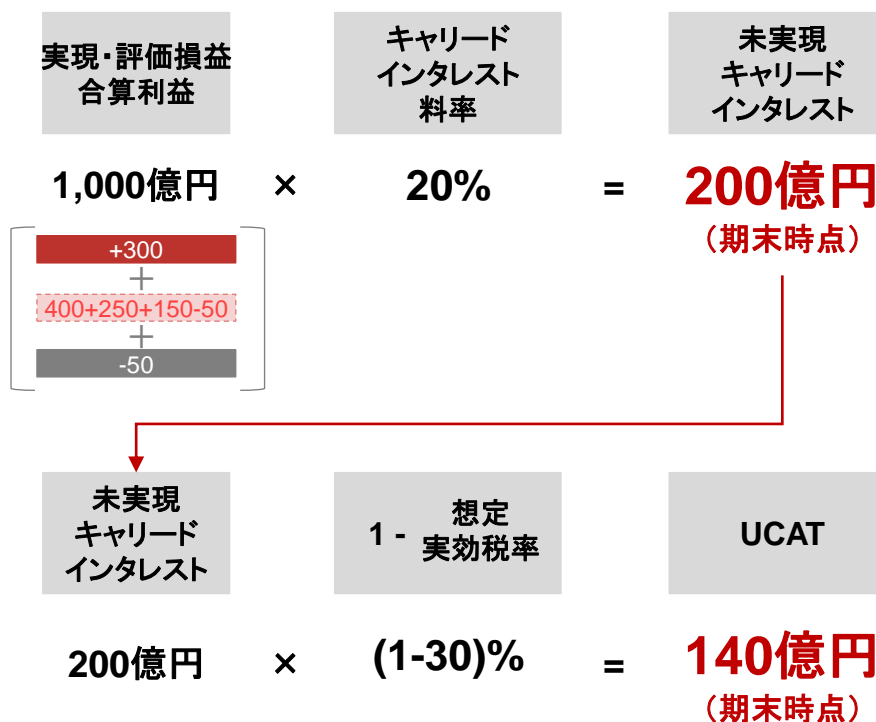 実現・評価損益
合算利益
キャリード
インタレスト
料率
未実現
キャリード
インタレスト
1,000億円
×
20%
=
200億円
（期末時点）
+300
＋
400+250+150-50
＋
-50
未実現
キャリード
インタレスト
1 - 想定
実効税率
UCAT
200億円
×
(1-30)%
=
140億円
（期末時点）